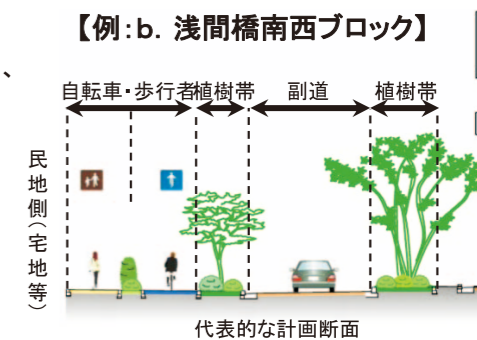 【例:b. 浅間橋南西ブロック】
、
自転車・歩行者 植樹帯 副道 植樹帯
民地側(宅地等)
代表的な計画断面